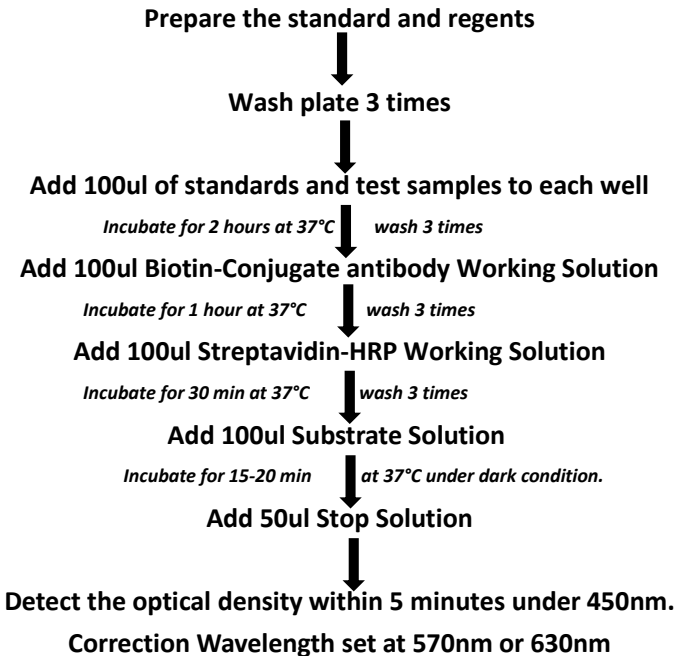 Prepare the standard and regents
Wash plate 3 times
Add 100ul of standards and test samples to each well
Incubate for 2 hours at 37°C wash 3 times
Add 100ul Biotin-Conjugate antibody Working Solution
Incubate for 1 hour at 37°C wash 3 times
Add 100ul Streptavidin-HRP Working Solution
Incubate for 30 min at 37°C wash 3 times
Add 100ul Substrate Solution
Incubate for 15-20 min at 37°C under dark condition.
Add 50ul Stop Solution
Detect the optical density within 5 minutes under 450nm.
Correction Wavelength set at 570nm or 630nm